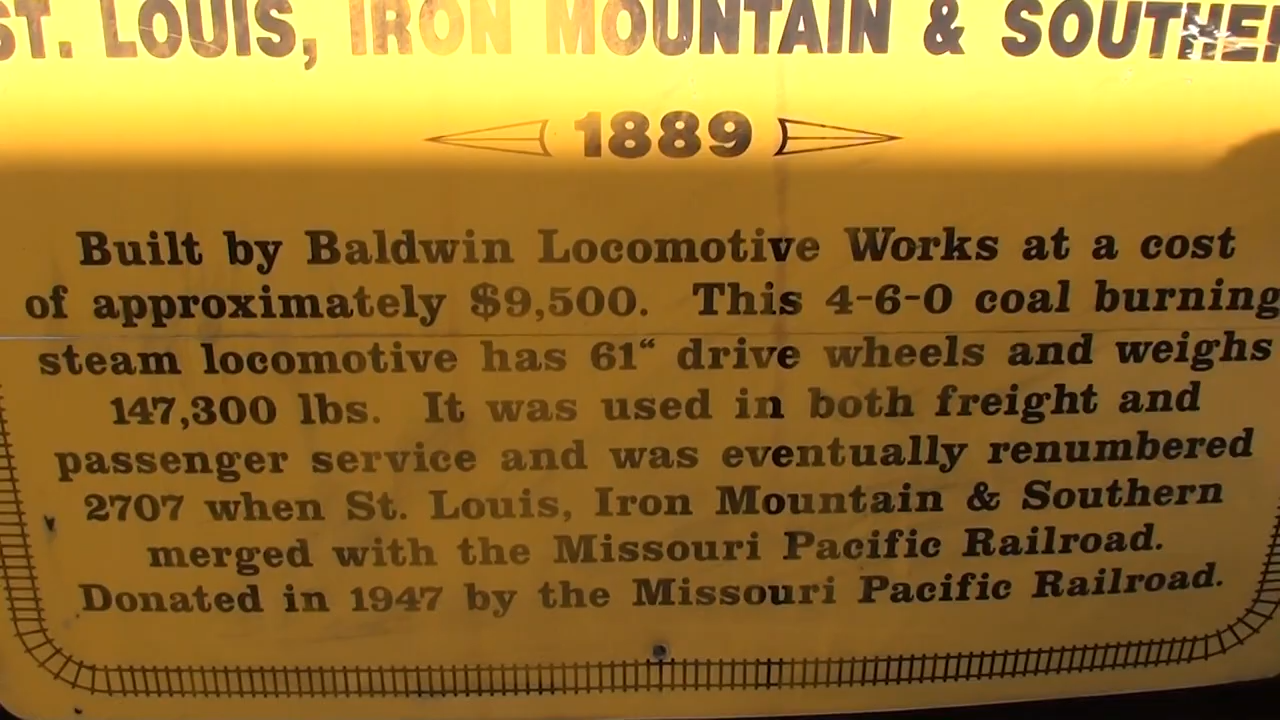 ST. LOUIS, IRON MOUNTAIN & SOUTHER
1889
Built by Baldwin Locomotive Works at a cost
of approximately $9,500. This 4-6-0 coal burning
steam locomotive has 61“ drive wheels and weighs
147,300 lbs. It was used in both freight and
passenger service and was eventually renumbered
2707 when St. Louis, Iron Mountain & Southern
merged with the Missouri Pacific Railroad.
Donated in 1947 by the Missouri Pacific Railroad.